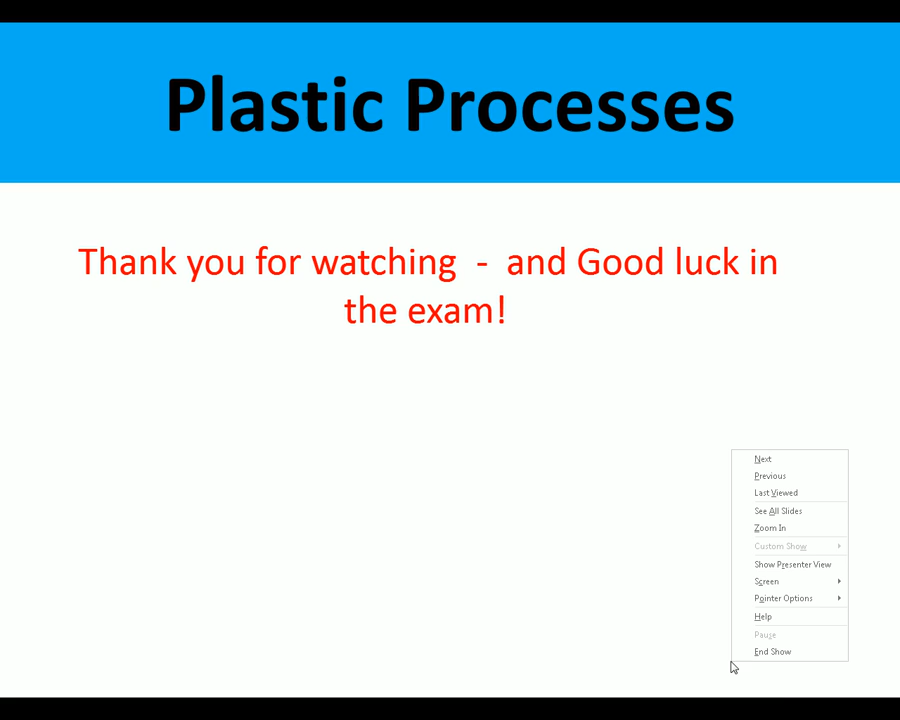 Plastic Processes
Thank you for watching  -  and Good luck in
the exam!
Next
Previous
Last Viewed
See All Slides
Zoom In
Custom Show
Show Presenter View
Screen
Pointer Options
Help
Pause
End Show